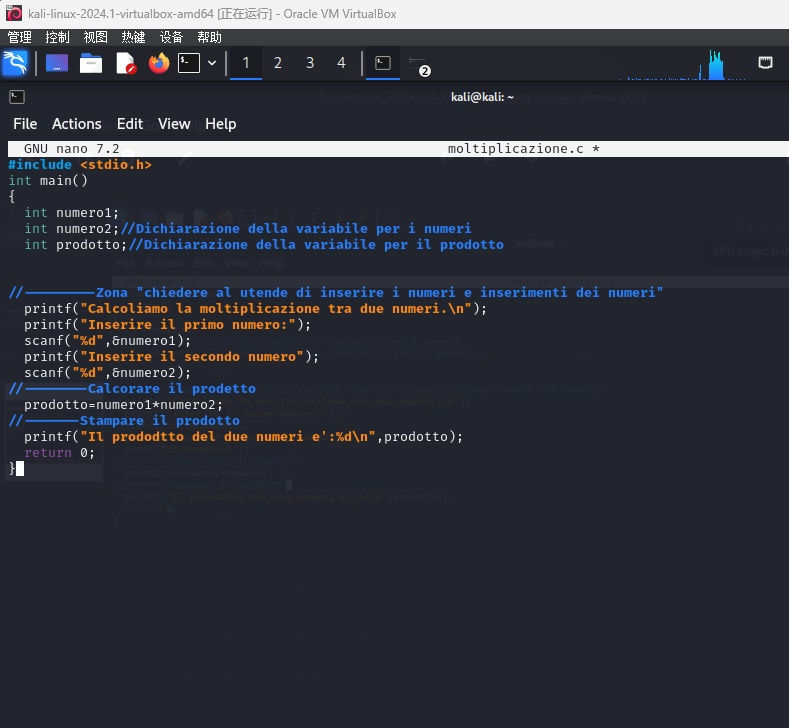 kali-linux-2024.1-virtualbox-amd64 [正在运行] - Oracle VM VirtualBox
管理 控制 视图 热键 设备 帮助
1 2 3 4 2
kali@kali: ~
File Actions Edit View Help
GNU nano 7.2 moltiplicazione.c *
#include <stdio.h>
int main()
{
int numero1;
int numero2;//Dichiarazione della variabile per i numeri
int prodotto;//Dichiarazione della variabile per il prodotto
//---------Zona "chiedere al utende di inserire i numeri e inserimenti dei numeri"
printf("Calcoliamo la moltiplicazione tra due numeri.\n");
printf("Inserire il primo numero:");
scanf("%d",&numero1);
printf("Inserire il secondo numero");
scanf("%d",&numero2);
//--------Calcorare il prodetto
prodotto=numero1*numero2;
//-------Stampare il prodotto
printf("Il prododtto del due numeri e':%d\n",prodotto);
return 0;
}